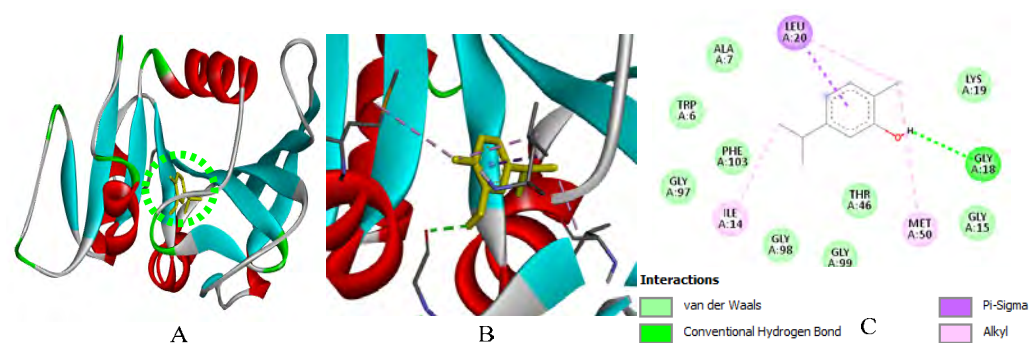 LEU
A:20
ALA
A:7
LYS
A:19
TRP
A:6
PHE
A:103
H
O
GLY
A:18
GLY
A:97
THR
A:46
ILE
A:14
MET
A:50
GLY
A:15
GLY
A:98
GLY
A:99
Interactions
van der Waals
Conventional Hydrogen Bond
Pi-Sigma
Alkyl
A
B
C